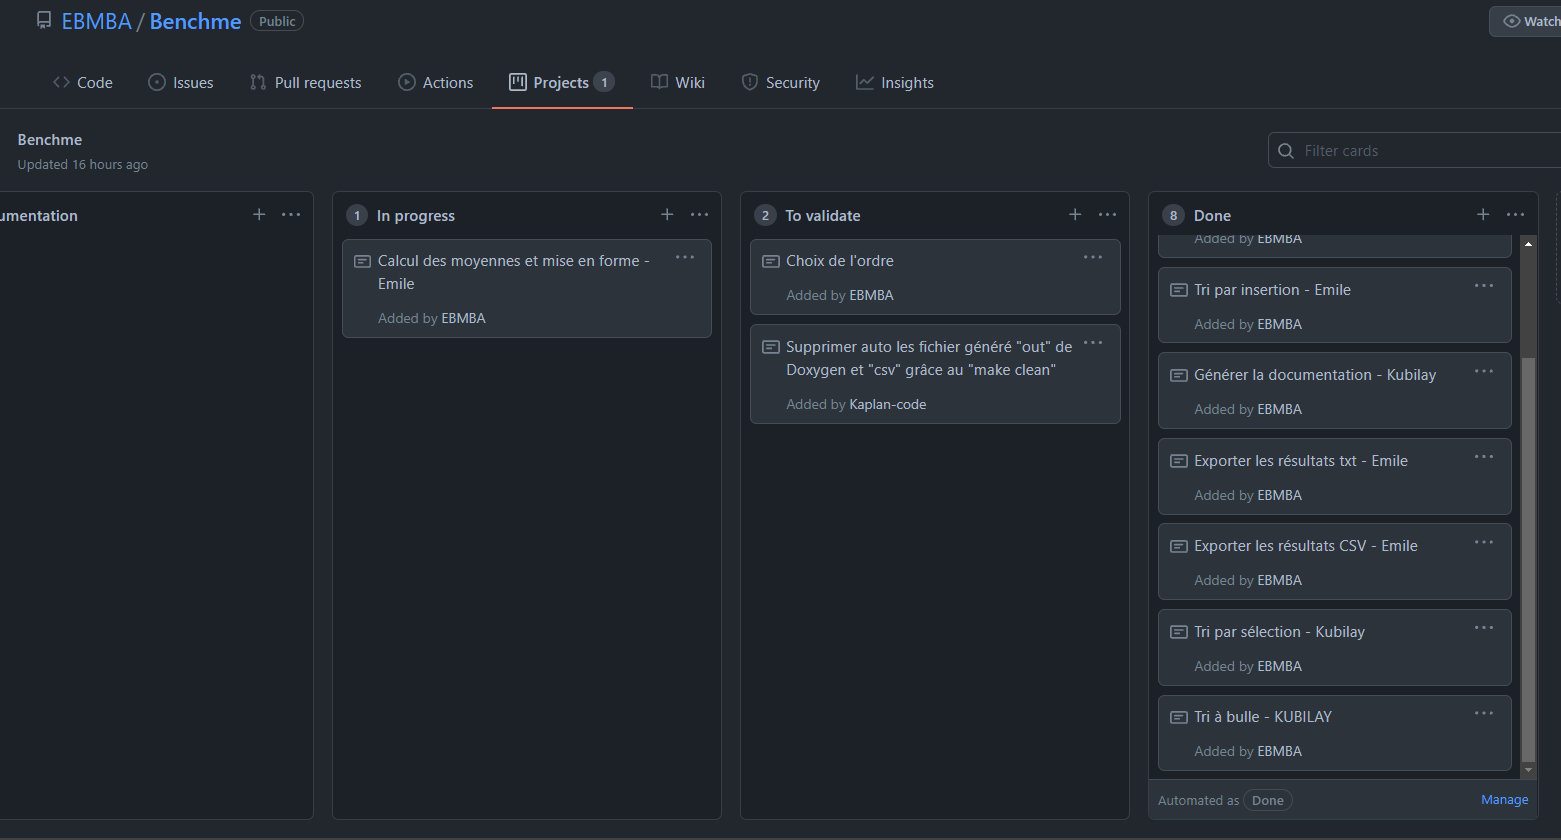 EBMBA / Benchme Public
Watch
Code Issues Pull requests Actions Projects 1 Wiki Security Insights
Benchme
Updated 16 hours ago
Filter cards
umentation
1 In progress
Calcul des moyennes et mise en forme -
Emile
Added by EBMBA
2 To validate
Choix de l'ordre
Added by EBMBA
Supprimer auto les fichier généré "out" de
Doxygen et "csv" grâce au "make clean"
Added by Kaplan-code
8 Done
Added by EBMBA
Tri par insertion - Emile
Added by EBMBA
Générer la documentation - Kubilay
Added by EBMBA
Exporter les résultats txt - Emile
Added by EBMBA
Exporter les résultats CSV - Emile
Added by EBMBA
Tri par sélection - Kubilay
Added by EBMBA
Tri à bulle - KUBILAY
Added by EBMBA
Automated as Done Manage